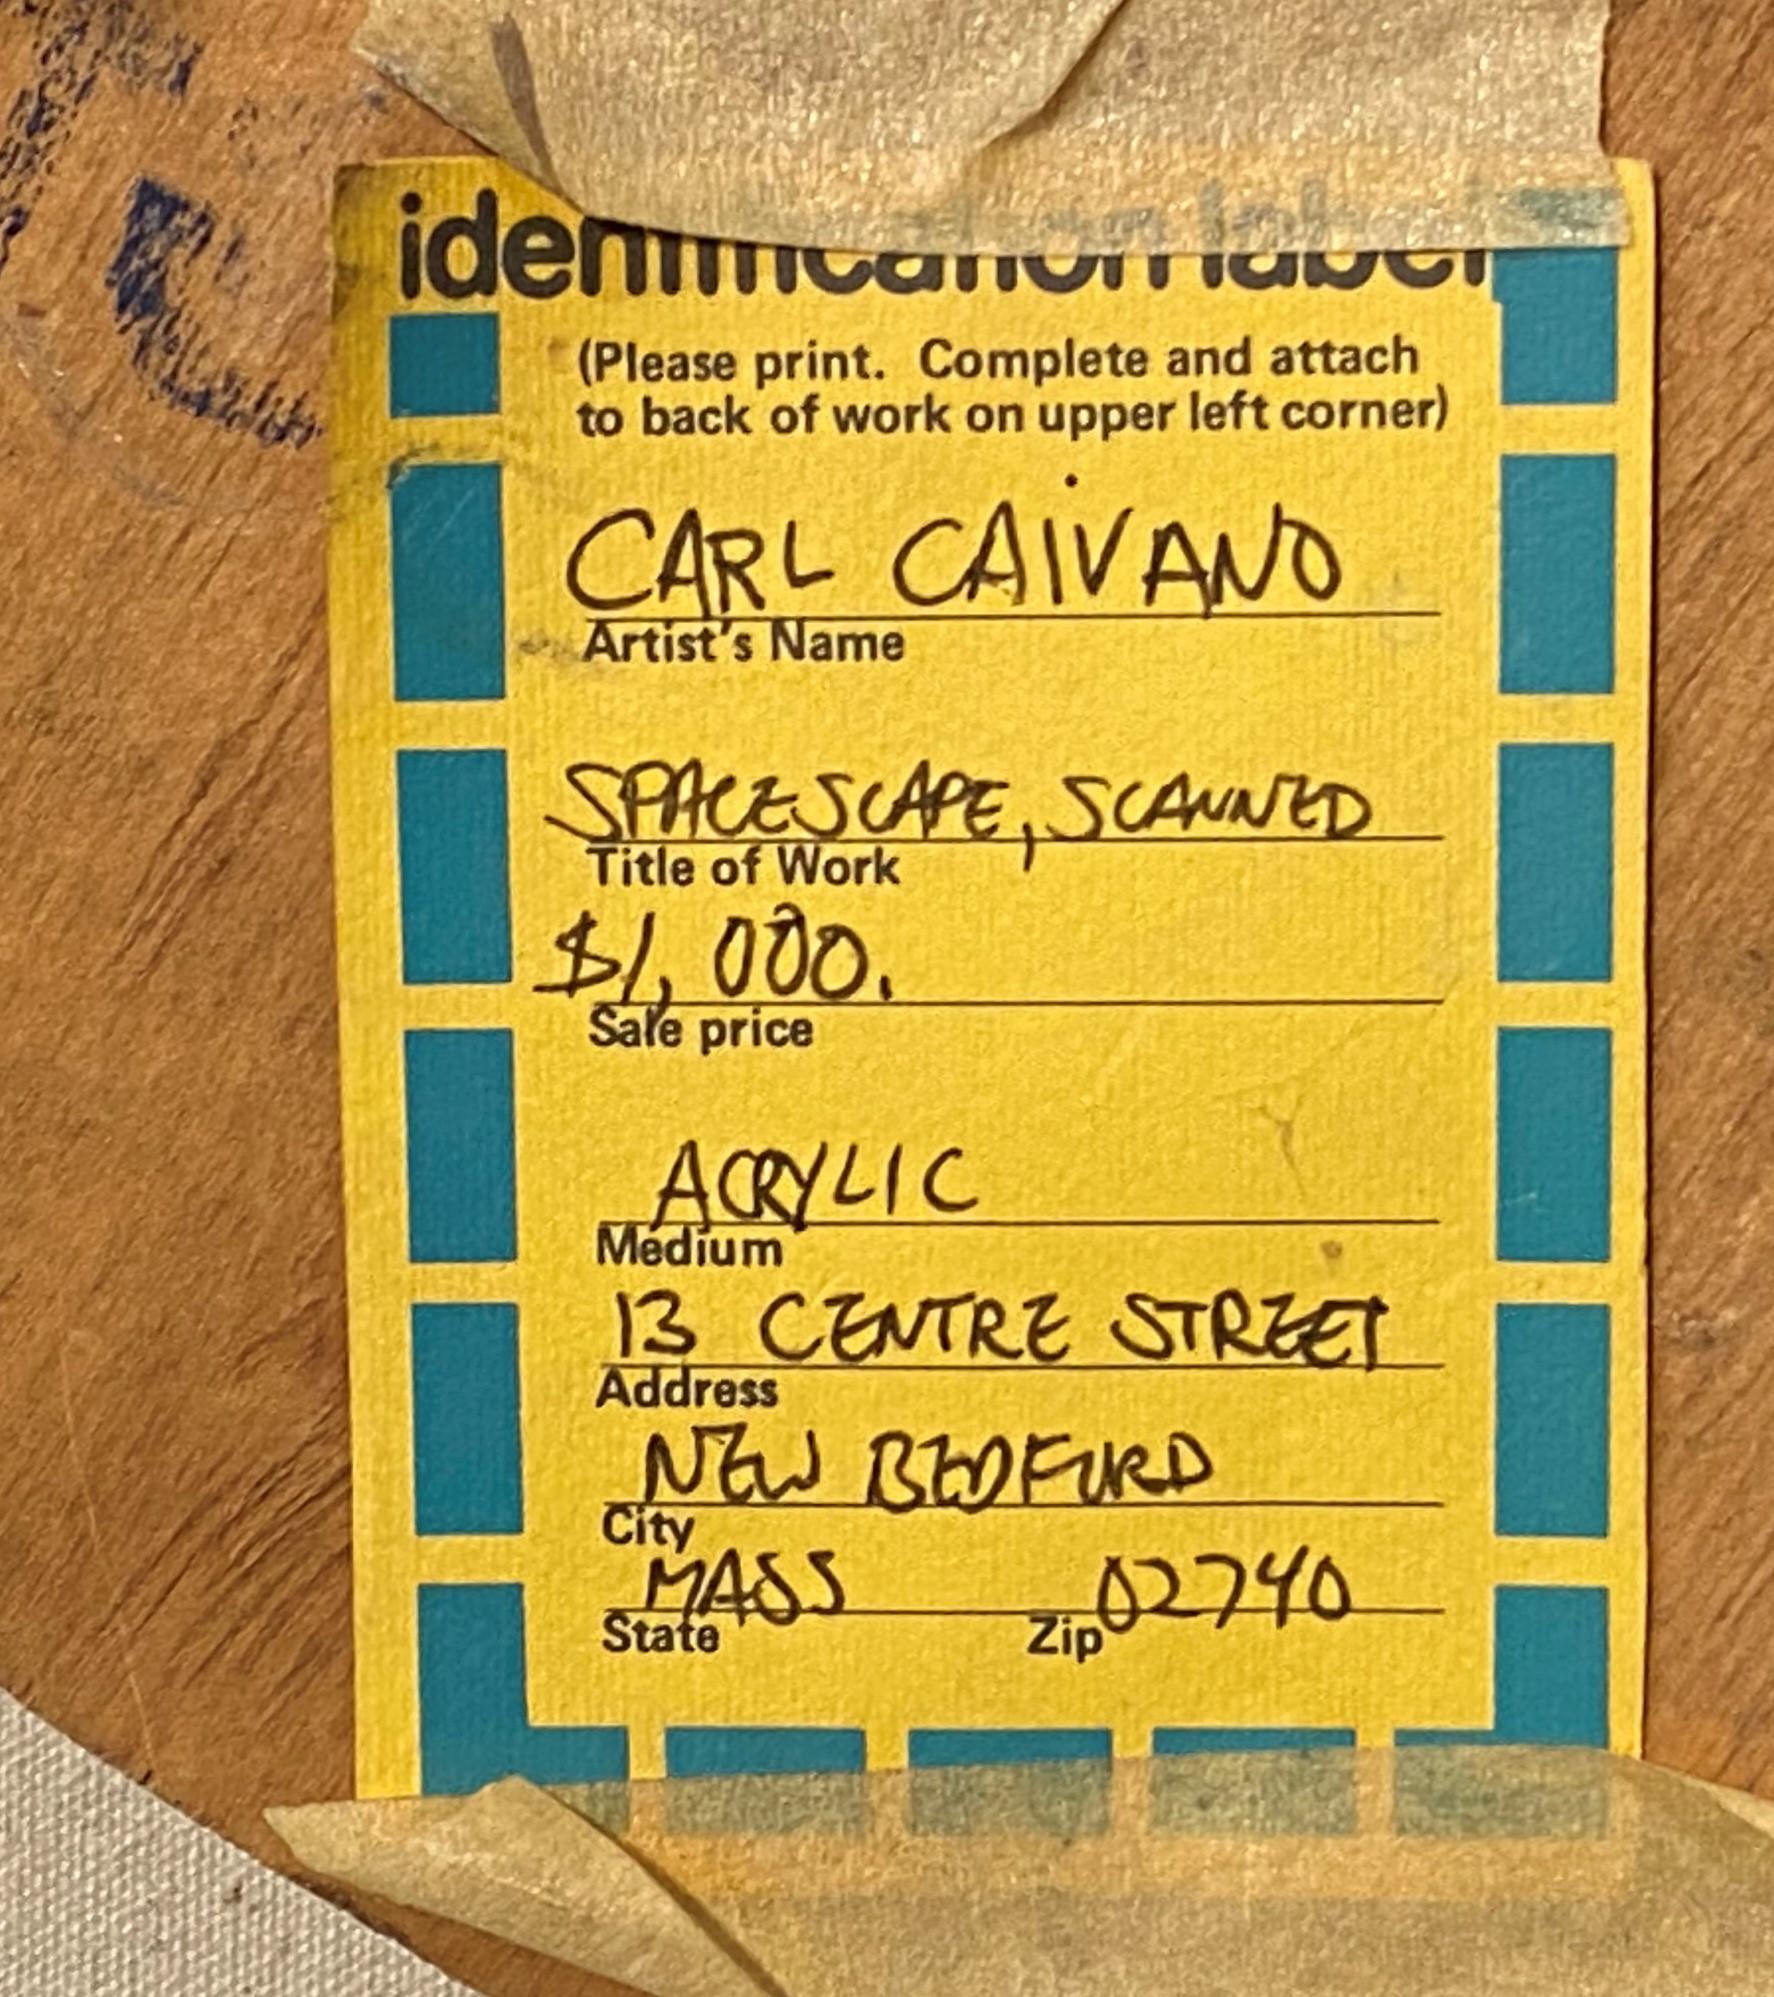 identification label
(Please print. Complete and attach
to back of work on upper left corner)
CARL CAIVANO
Artist's Name
SPACESCAPE, SCANNED
Title of Work
$1,000.
Sale price
ACRYLIC
Medium
13 CENTRE STREET
Address
NEW BEDFORD
City
MASS 02740
State Zip